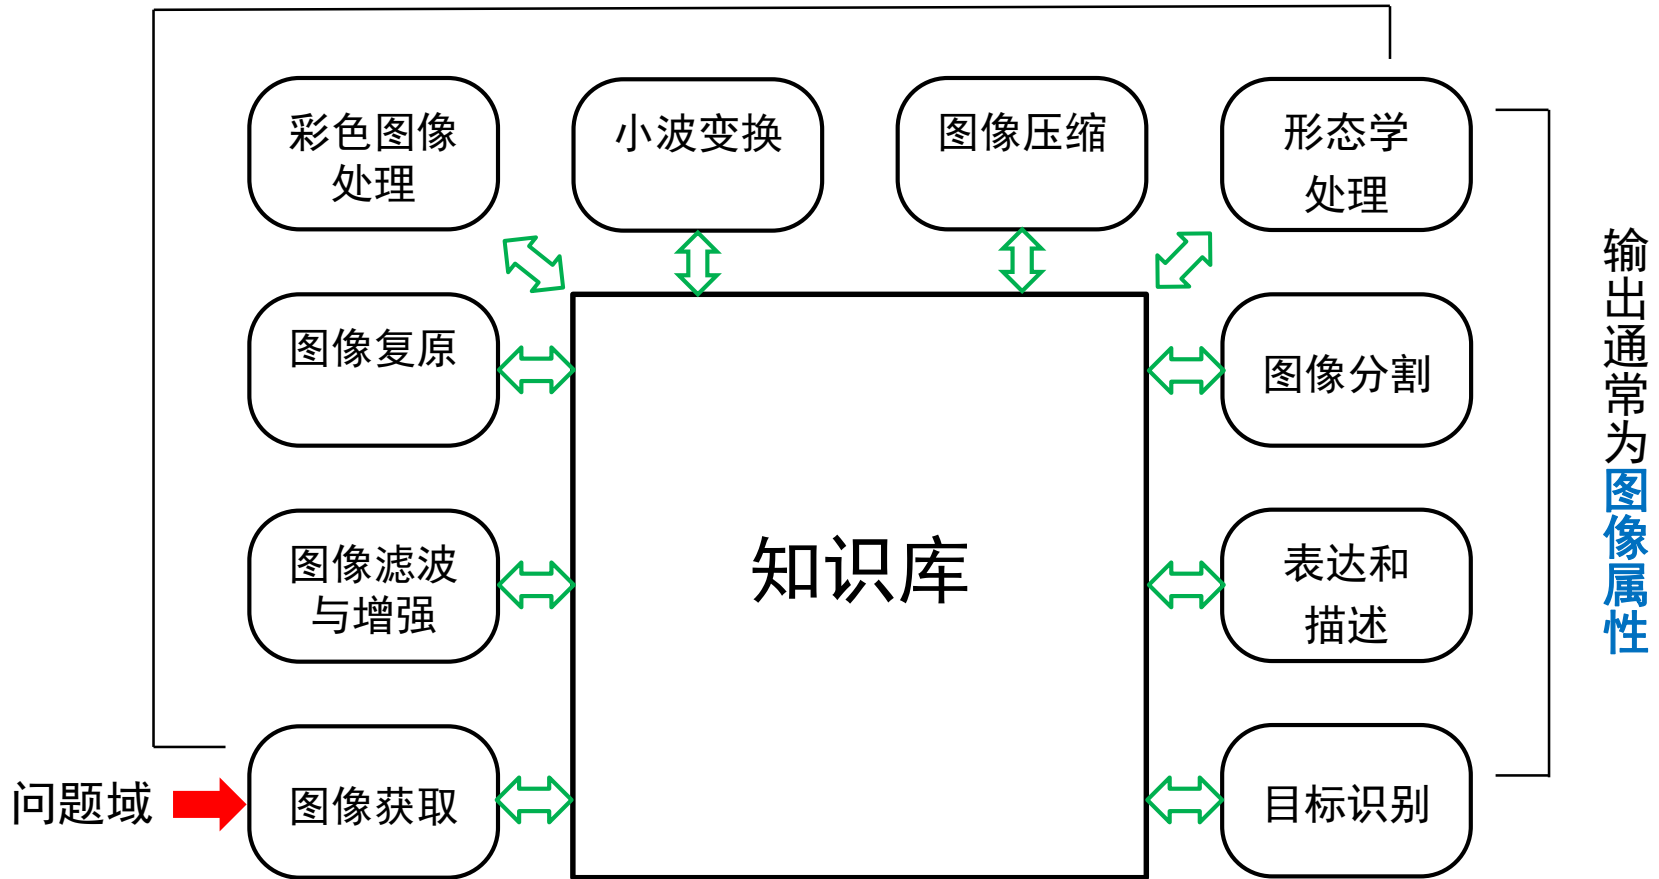 彩色图像
处理
小波变换
图像压缩
形态学
处理
图像复原
图像分割
图像滤波
与增强
知识库
表达和
描述
问题域
图像获取
目标识别
输出通常为图像属性